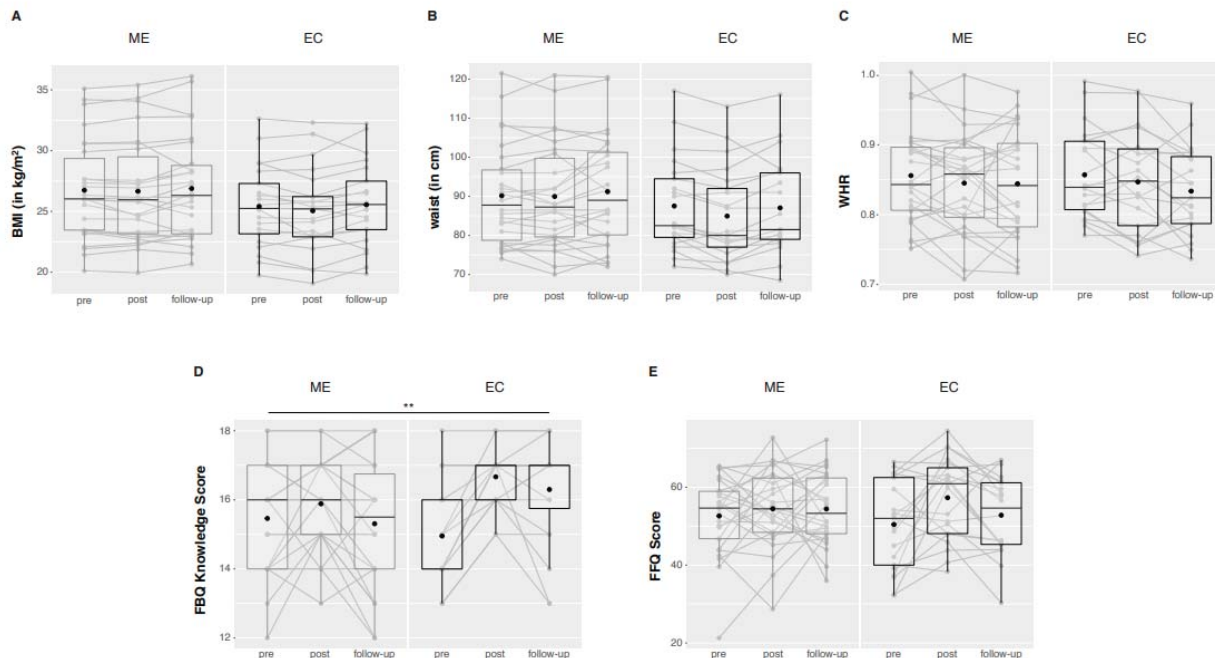 A
ME
EC
BMI (in kg/m²)
35
30
25
20
pre
post
follow-up
pre
post
follow-up
B
ME
EC
waist (in cm)
120
110
100
90
80
70
pre
post
follow-up
pre
post
follow-up
C
ME
EC
WHR
1.0
0.9
0.8
0.7
pre
post
follow-up
pre
post
follow-up
D
ME
EC
**
FBQ Knowledge Score
18
16
14
12
pre
post
follow-up
pre
post
follow-up
E
ME
EC
FFQ Score
60
40
20
pre
post
follow-up
pre
post
follow-up